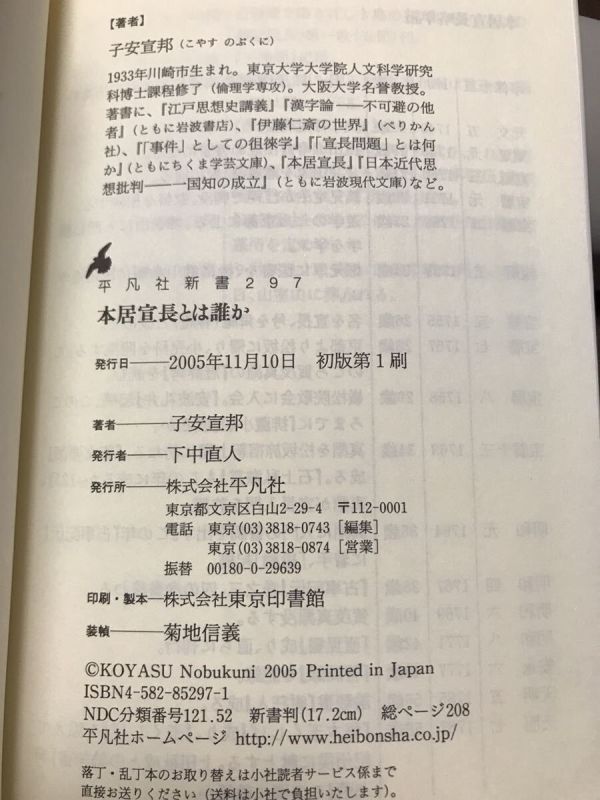 【著者】
子安宣邦（こやす のぶくに）
1933年川崎市生まれ。東京大学大学院人文科学研究
科博士課程修了（倫理学専攻）。大阪大学名誉教授。
著書に、『江戸思想史講義』『漢字論──不可避の他
者』（ともに岩波書店）、『伊藤仁斎の世界』（ぺりかん
社）、『「事件」としての徂徠学』『「宣長問題」とは何
か』（ともにちくま学芸文庫）、『本居宣長』『日本近代思
想批判──一国知の成立』（ともに岩波現代文庫）など。
平凡社新書297
本居宣長とは誰か
発行日──2005年11月10日　初版第1刷
著者──子安宣邦
発行者──下中直人
発行所──株式会社平凡社
東京都文京区白山2-29-4　〒112-0001
電話　東京(03)3818-0743［編集］
東京(03)3818-0874［営業］
振替　00180-0-29639
印刷・製本─株式会社東京印書館
装幀──菊地信義
©KOYASU Nobukuni 2005 Printed in Japan
ISBN4-582-85297-1
NDC分類番号121.52　新書判(17.2cm)　総ページ208
平凡社ホームページ http://www.heibonsha.co.jp/
落丁・乱丁本のお取り替えは小社読者サービス係まで
直接お送りください（送料は小社で負担いたします）。